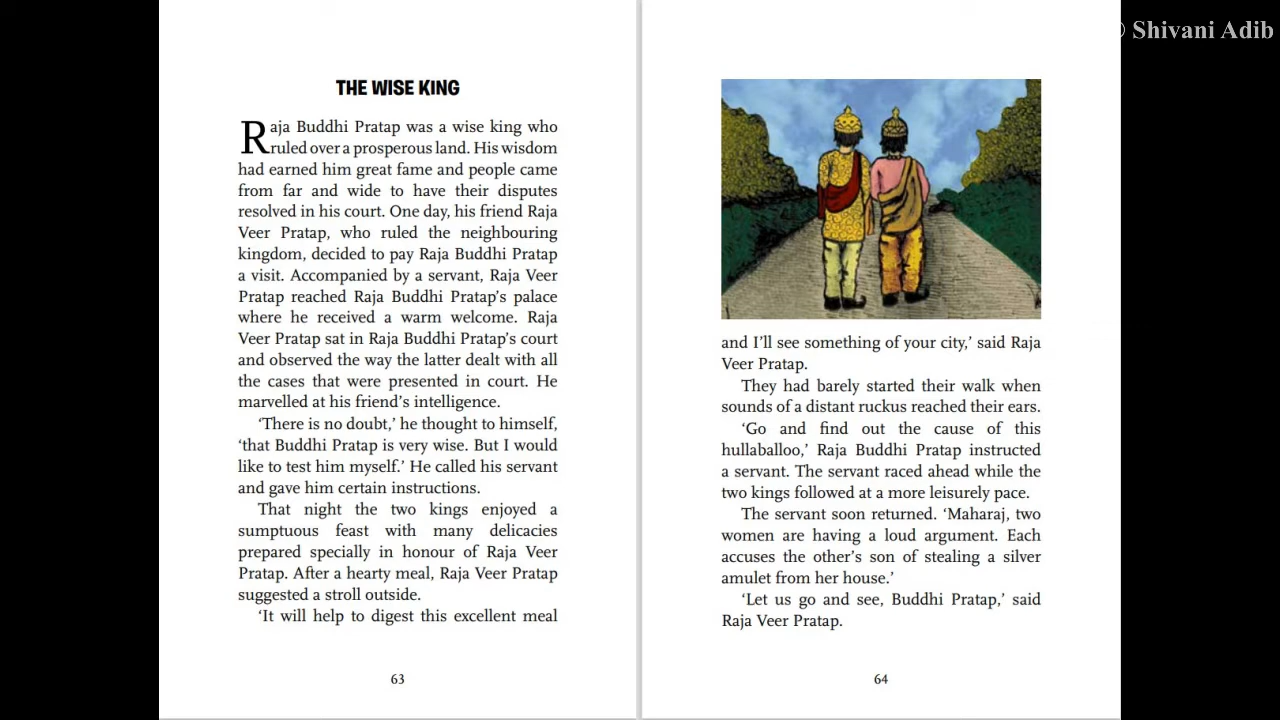 © Shivani Adib
THE WISE KING
Raja Buddhi Pratap was a wise king who
ruled over a prosperous land. His wisdom
had earned him great fame and people came
from far and wide to have their disputes
resolved in his court. One day, his friend Raja
Veer Pratap, who ruled the neighbouring
kingdom, decided to pay Raja Buddhi Pratap
a visit. Accompanied by a servant, Raja Veer
Pratap reached Raja Buddhi Pratap’s palace
where he received a warm welcome. Raja
Veer Pratap sat in Raja Buddhi Pratap’s court
and observed the way the latter dealt with all
the cases that were presented in court. He
marvelled at his friend’s intelligence.
‘There is no doubt,’ he thought to himself,
‘that Buddhi Pratap is very wise. But I would
like to test him myself.’ He called his servant
and gave him certain instructions.
That night the two kings enjoyed a
sumptuous feast with many delicacies
prepared specially in honour of Raja Veer
Pratap. After a hearty meal, Raja Veer Pratap
suggested a stroll outside.
‘It will help to digest this excellent meal
63
and I’ll see something of your city,’ said Raja
Veer Pratap.
They had barely started their walk when
sounds of a distant ruckus reached their ears.
‘Go and find out the cause of this
hullaballoo,’ Raja Buddhi Pratap instructed
a servant. The servant raced ahead while the
two kings followed at a more leisurely pace.
The servant soon returned. ‘Maharaj, two
women are having a loud argument. Each
accuses the other’s son of stealing a silver
amulet from her house.’
‘Let us go and see, Buddhi Pratap,’ said
Raja Veer Pratap.
64